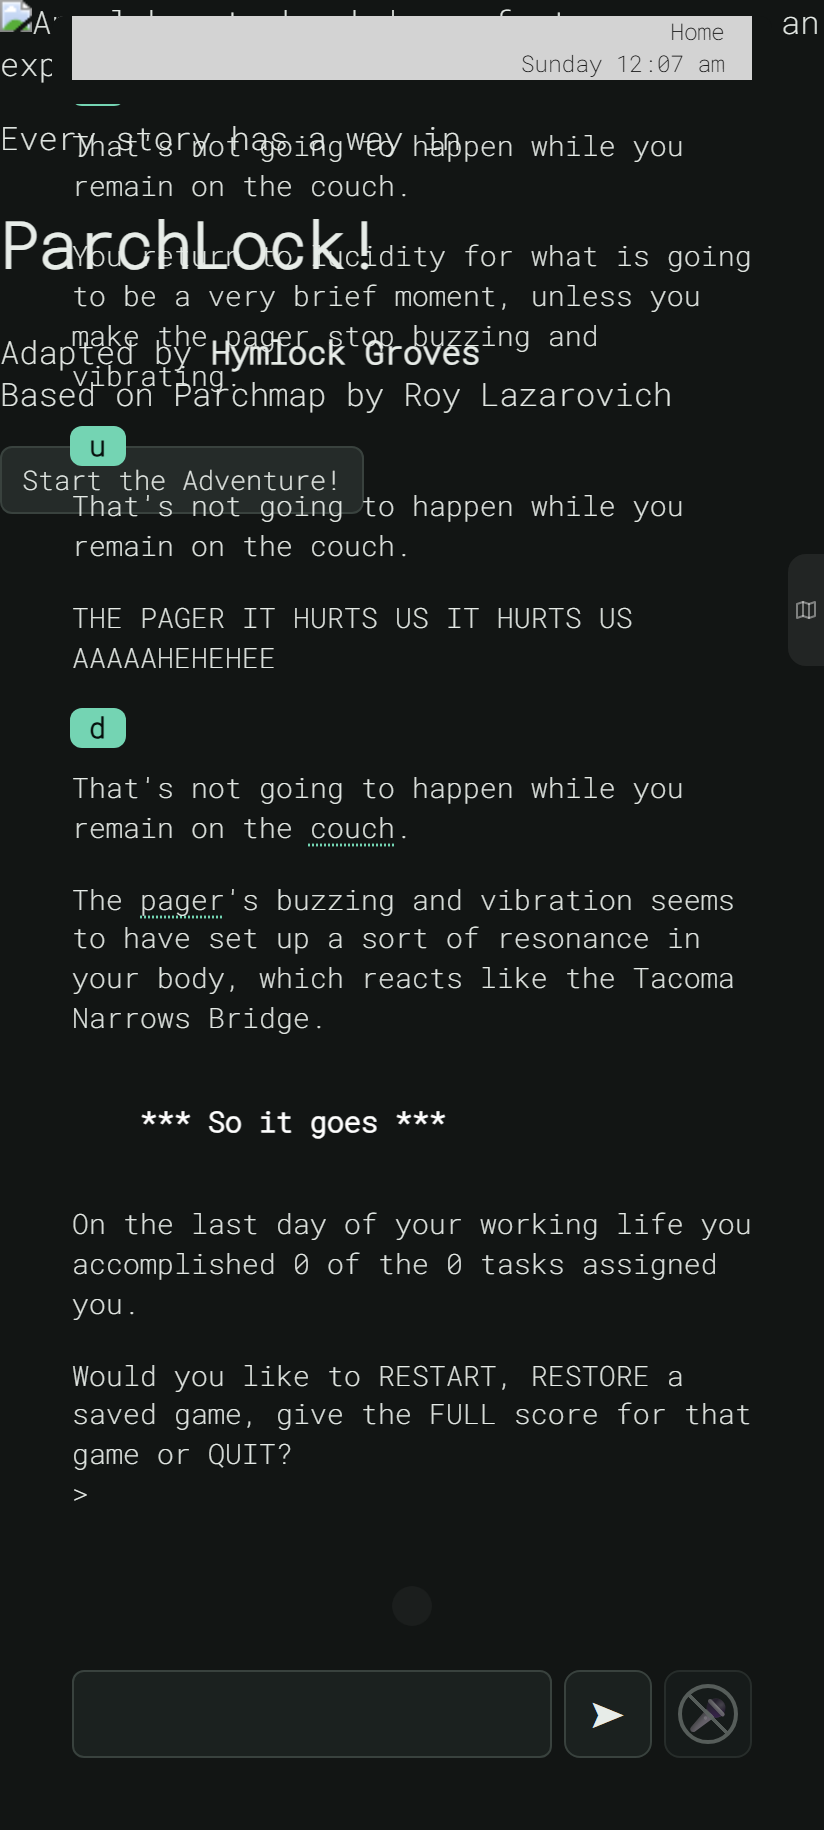 an
exp
Home
Sunday 12:07 am
Every story has a way in
That's not going to happen while you
remain on the couch.
ParchLock!
You return to lucidity for what is going
to be a very brief moment, unless you
make the pager stop buzzing and
vibrating.
Adapted by Hymlock Groves
Based on Parchmap by Roy Lazarovich
u
Start the Adventure!
That's not going to happen while you
remain on the couch.
THE PAGER IT HURTS US IT HURTS US
AAAAAHEHEHEE
d
That's not going to happen while you
remain on the couch.
The pager's buzzing and vibration seems
to have set up a sort of resonance in
your body, which reacts like the Tacoma
Narrows Bridge.
*** So it goes ***
On the last day of your working life you
accomplished 0 of the 0 tasks assigned
you.
Would you like to RESTART, RESTORE a
saved game, give the FULL score for that
game or QUIT?
>